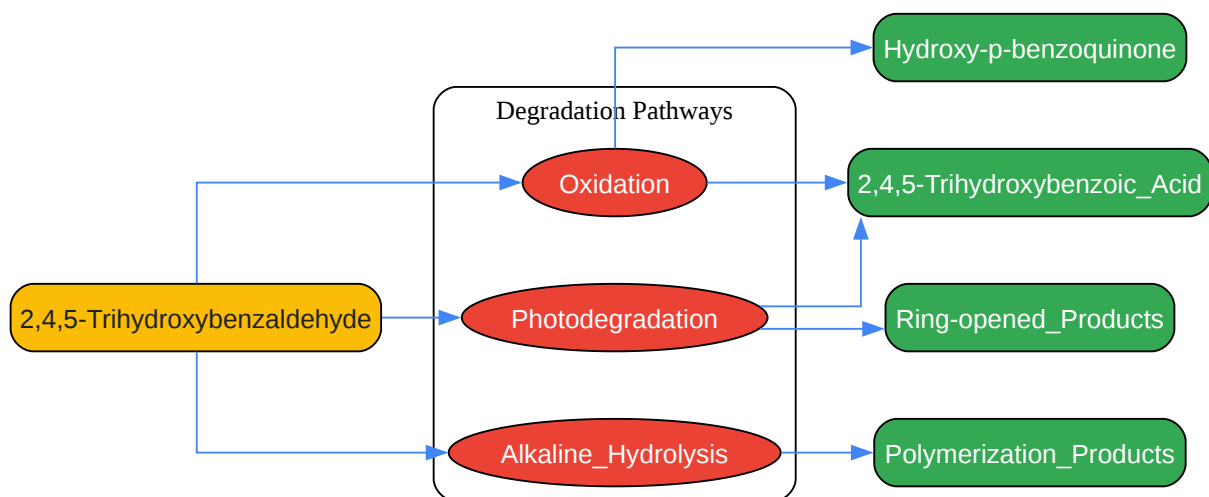 Hydroxy-p-benzoquinone
Degradation Pathways
Oxidation
2,4,5-Trihydroxybenzoic_Acid
2,4,5-Trihydroxybenzaldehyde
Photodegradation
Ring-opened_Products
Alkaline_Hydrolysis
Polymerization_Products